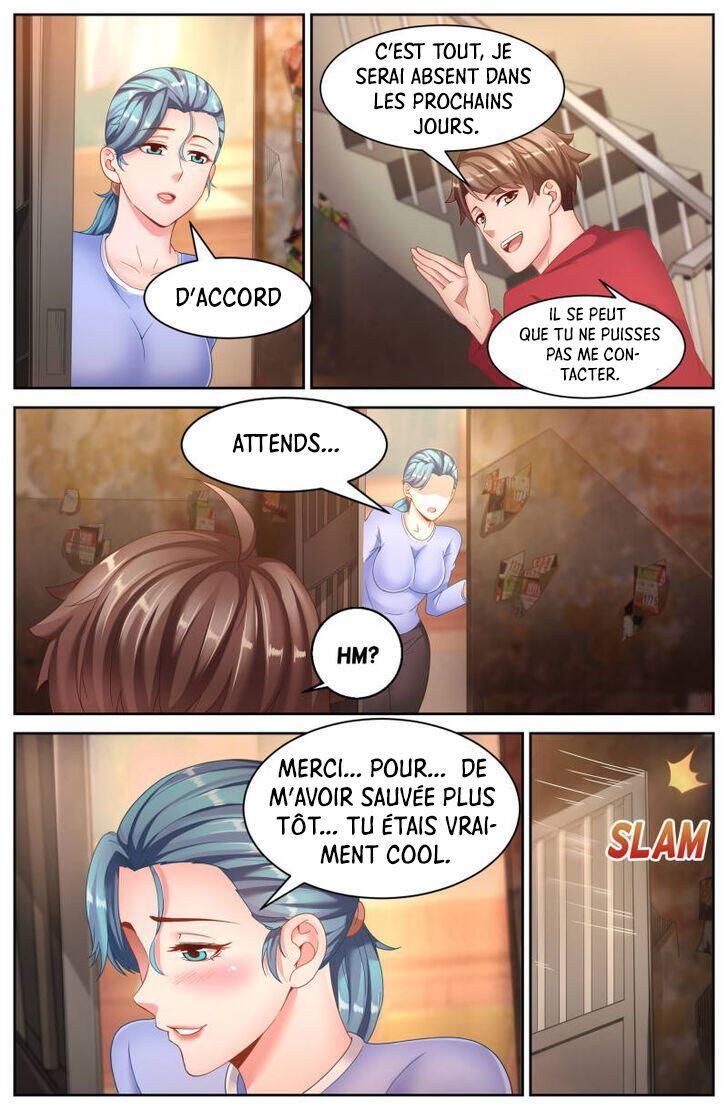 C'EST TOUT, JE
SERAI ABSENT DANS
LES PROCHAINS
JOURS.
D'ACCORD
IL SE PEUT
QUE TU NE PUISSES
PAS ME CON-
TACTER.
ATTENDS...
HM?
MERCI... POUR... DE
M'AVOIR SAUVÉE PLUS
TÔT... TU ÉTAIS VRAI-
MENT COOL.
SLAM